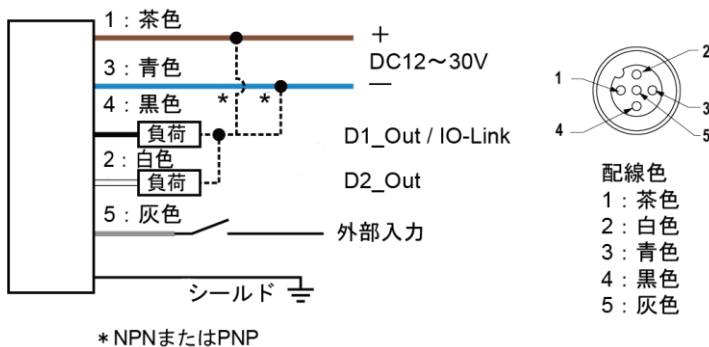 1：茶色
＋
DC12～30V
－
3：青色
4：黒色
＊ ＊
負荷
D1_Out / IO-Link
2：白色
負荷
D2_Out
5：灰色
外部入力
シールド
＊NPNまたはPNP
1
2
3
4
5
配線色
1：茶色
2：白色
3：青色
4：黒色
5：灰色